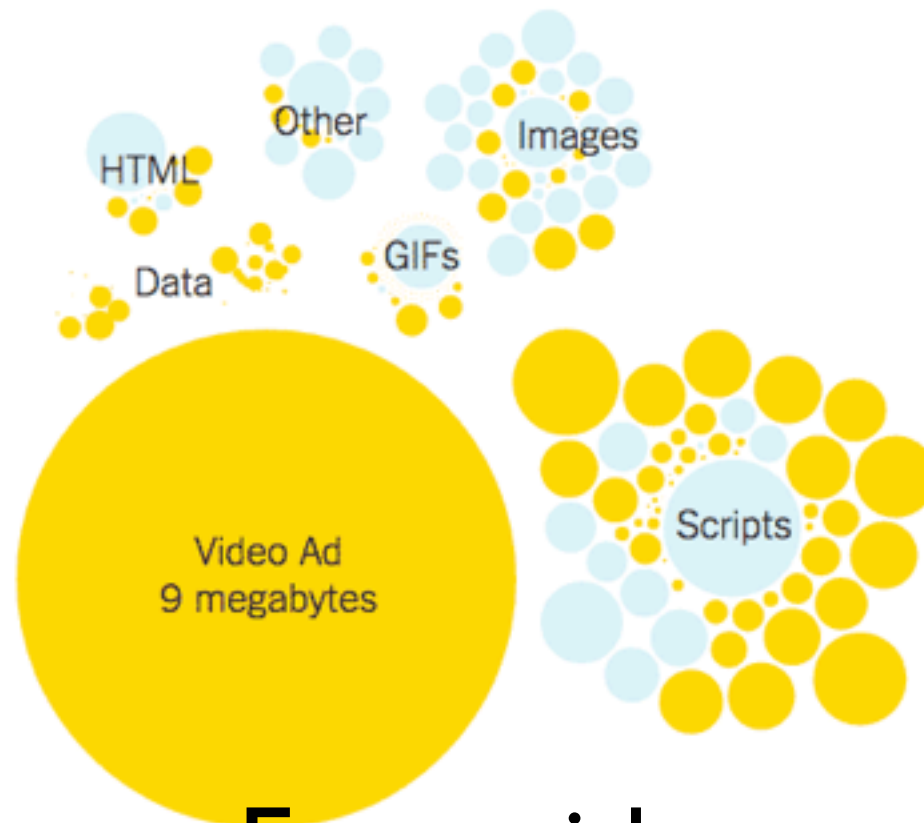 Other
Images
HTML
GIFs
Data
Scripts
Video Ad
9 megabytes